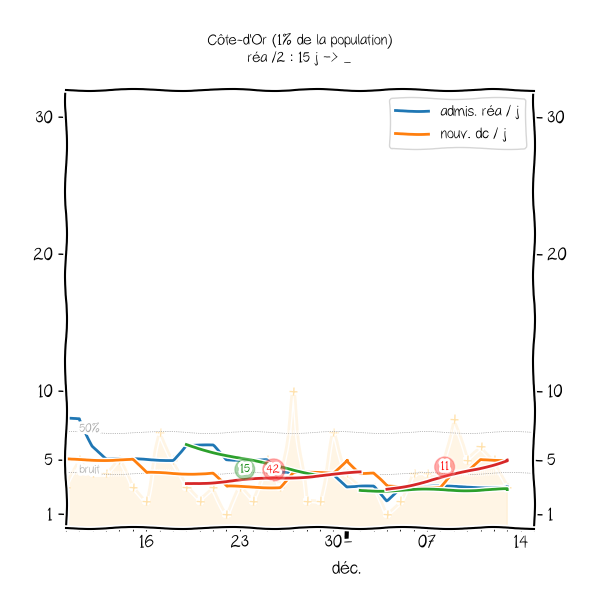 Côte-d'Or (1% de la population)
réa /2 : 15 j -> _
admis. réa / j
nouv. dc / j
30 30
20 20
10 10
50%
5 5
bruit
15 42 11
1 1
16 23 30 07 14
déc.